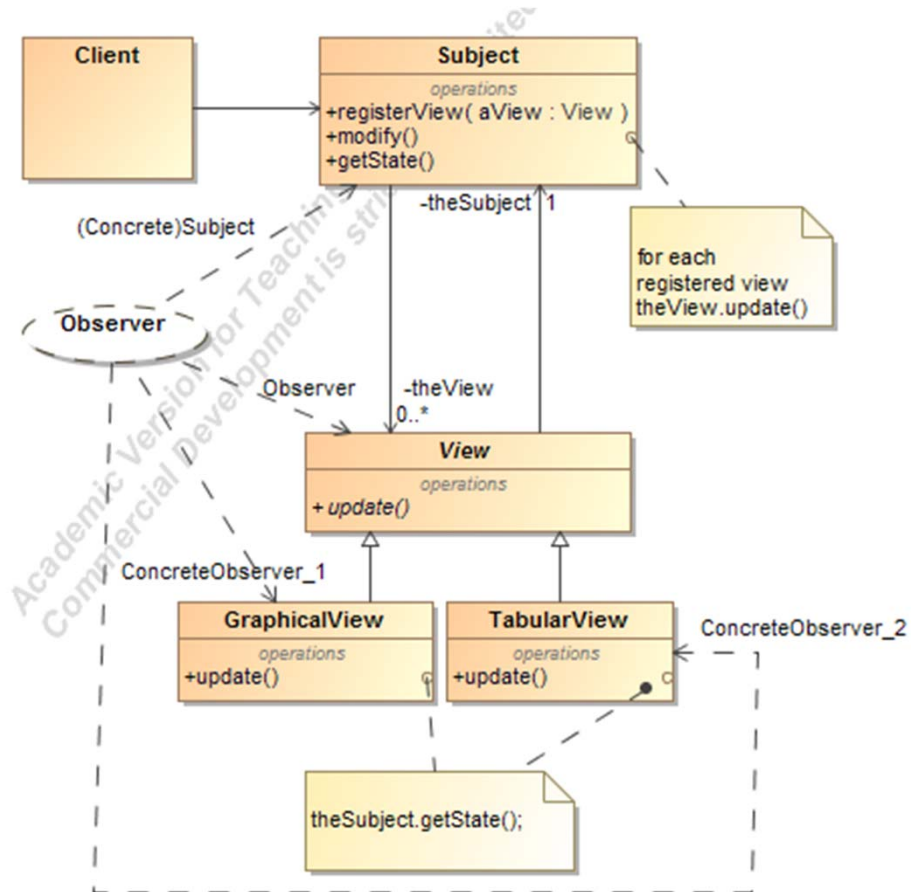 Client
Subject
operations
+registerView( aView : View )
+modify()
+getState()
-theSubject 1
(Concrete)Subject
for each
registered view
theView.update()
Observer
Observer
-theView
0..*
View
operations
+ update()
ConcreteObserver_1
GraphicalView
operations
+update()
TabularView
operations
+update()
ConcreteObserver_2
theSubject.getState();
Academic Version for Teaching
Commercial Development is stric